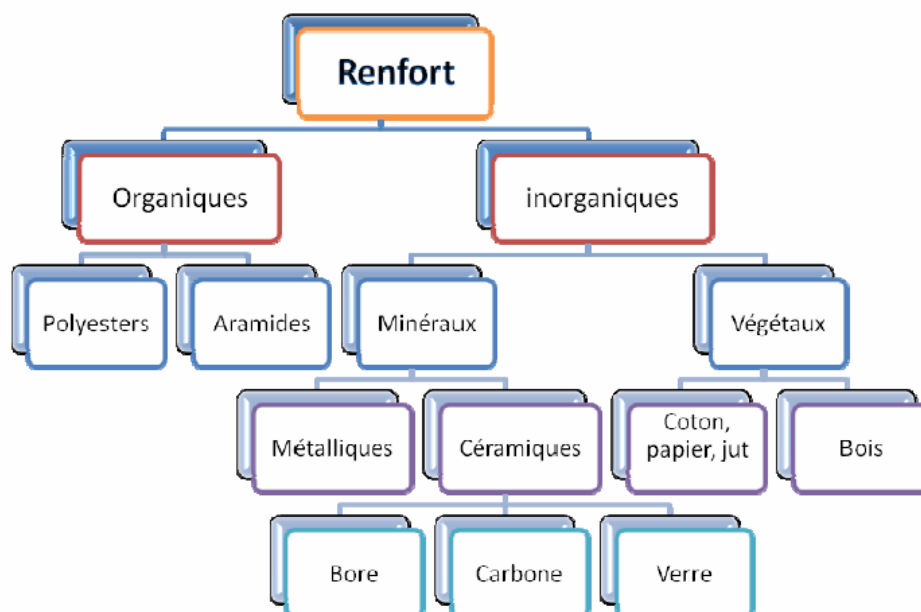 Renfort
Organiques
inorganiques
Polyesters
Aramides
Minéraux
Végétaux
Métalliques
Céramiques
Coton,
papier, jut
Bois
Bore
Carbone
Verre